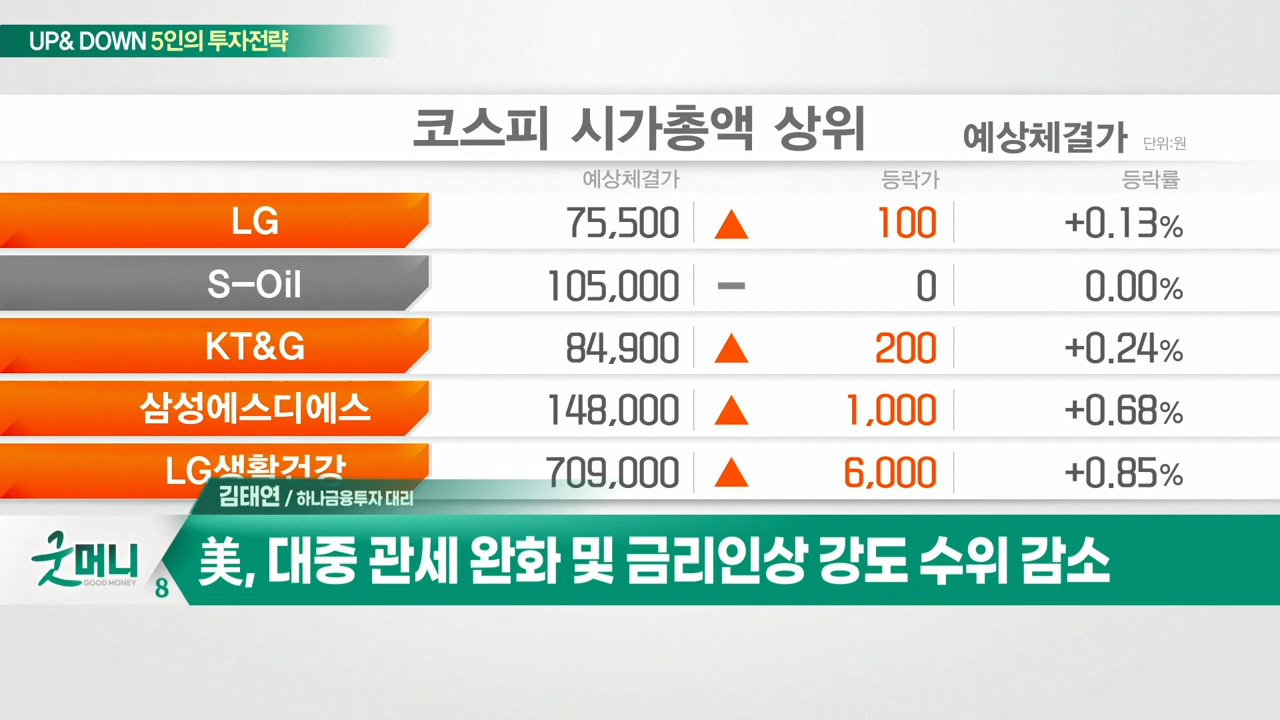 UP& DOWN 5인의 투자전략
코스피 시가총액 상위 예상체결가 단위:원
예상체결가 등락가 등락률
LG 75,500 ▲ 100 +0.13%
S-Oil 105,000 - 0 0.00%
KT&G 84,900 ▲ 200 +0.24%
삼성에스디에스 148,000 ▲ 1,000 +0.68%
LG생활건강 709,000 ▲ 6,000 +0.85%
김태연 / 하나금융투자 대리
굿머니 GOOD MONEY 8
美, 대중 관세 완화 및 금리인상 강도 수위 감소